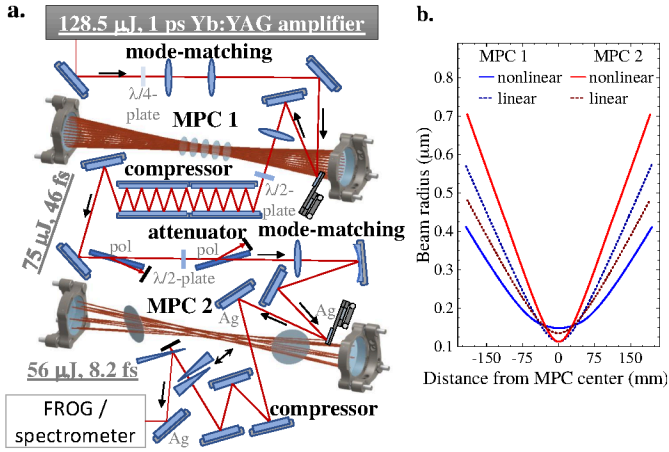 a.
128.5 µJ, 1 ps Yb:YAG amplifier
mode-matching
λ/4-
plate
MPC 1
compressor
λ/2-
plate
75 µJ, 46 fs
attenuator
mode-matching
pol
pol
λ/2-plate
MPC 2
Ag
Ag
56 µJ, 8.2 fs
compressor
FROG /
spectrometer
Ag
b.
MPC 1 MPC 2
nonlinear nonlinear
linear linear
Beam radius (µm)
0.8
0.7
0.6
0.5
0.4
0.3
0.2
0.1
-150 -75 0 75 150
Distance from MPC center (mm)